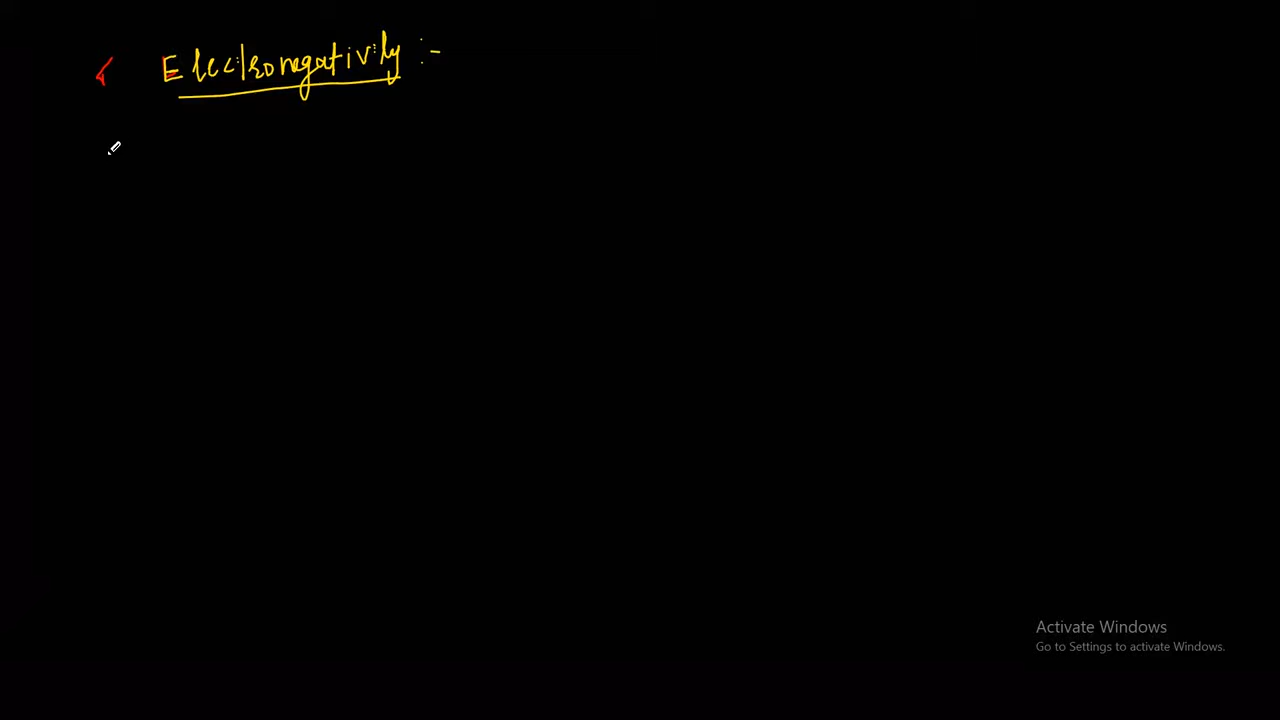 Electronegativity :-
Activate Windows
Go to Settings to activate Windows.